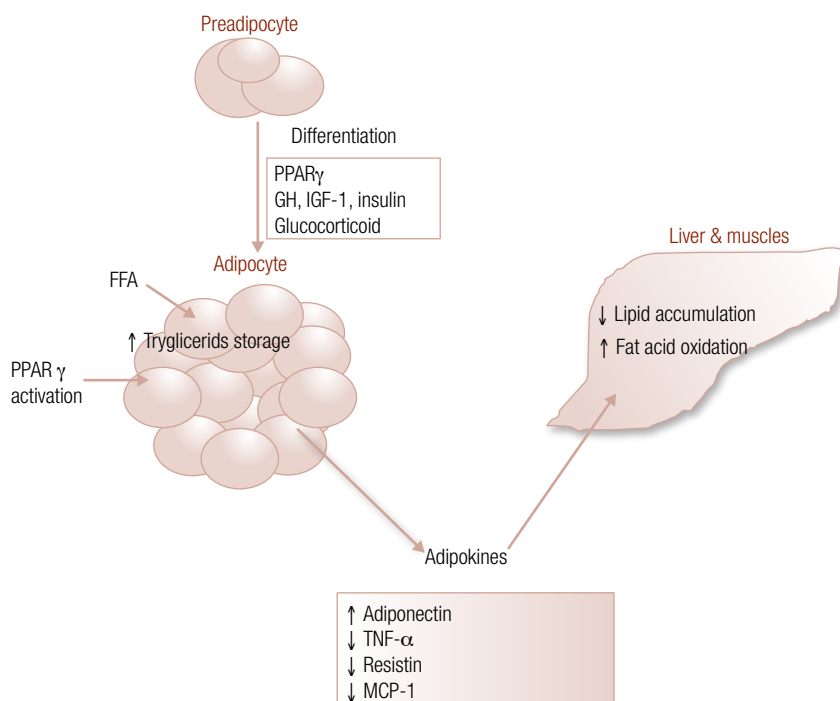 Preadipocyte
Differentiation
PPARγ
GH, IGF-1, insulin
Glucocorticoid
Adipocyte
FFA
↑ Tryglicerids storage
PPAR γ
activation
Liver & muscles
↓ Lipid accumulation
↑ Fat acid oxidation
Adipokines
↑ Adiponectin
↓ TNF-α
↓ Resistin
↓ MCP-1